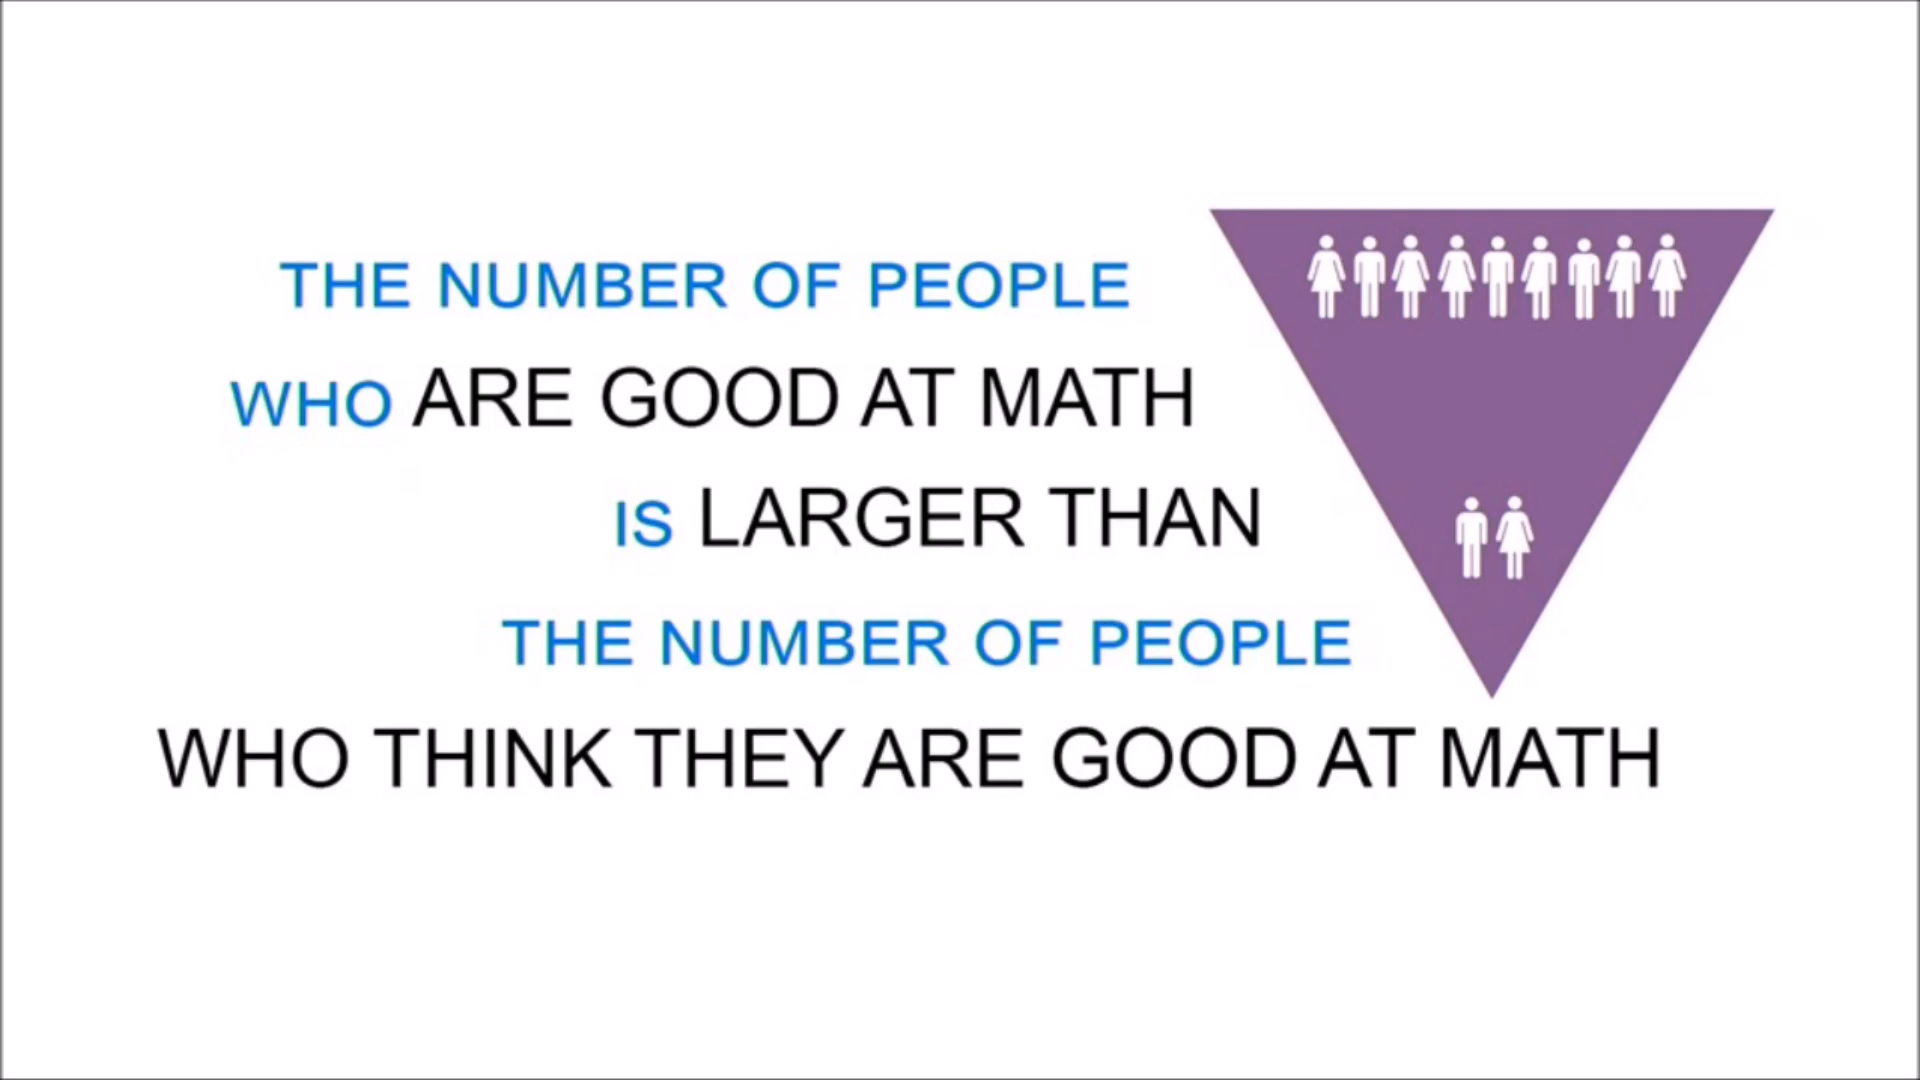 THE NUMBER OF PEOPLE
WHO ARE GOOD AT MATH
IS LARGER THAN
THE NUMBER OF PEOPLE
WHO THINK THEY ARE GOOD AT MATH